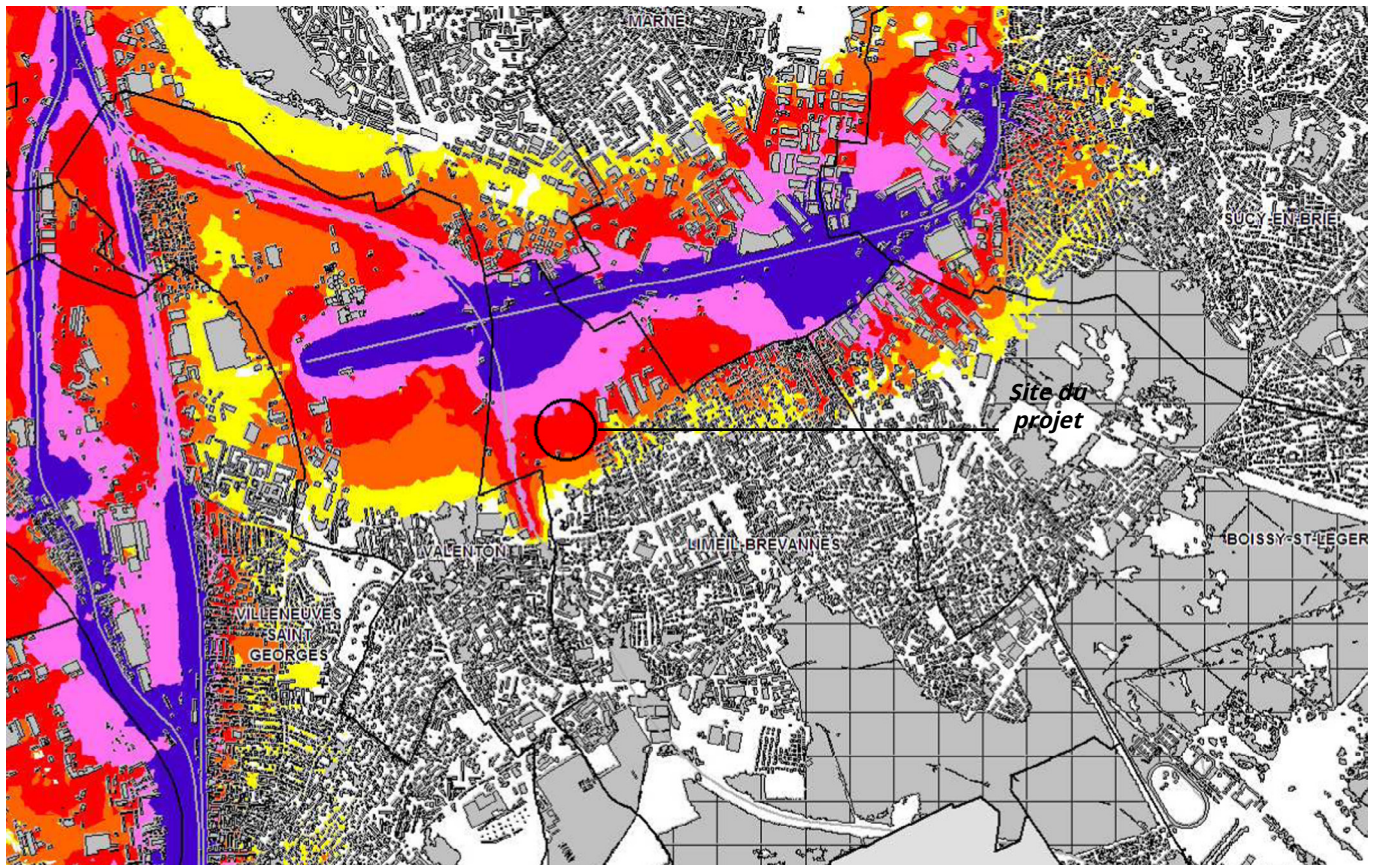 MARNE
SUCY-EN-BRIE
Site du
projet
VALENTON
LIMEIL-BREVANNES
BOISSY-ST-LEGER
VILLENEUVES
SAINT
GEORGES